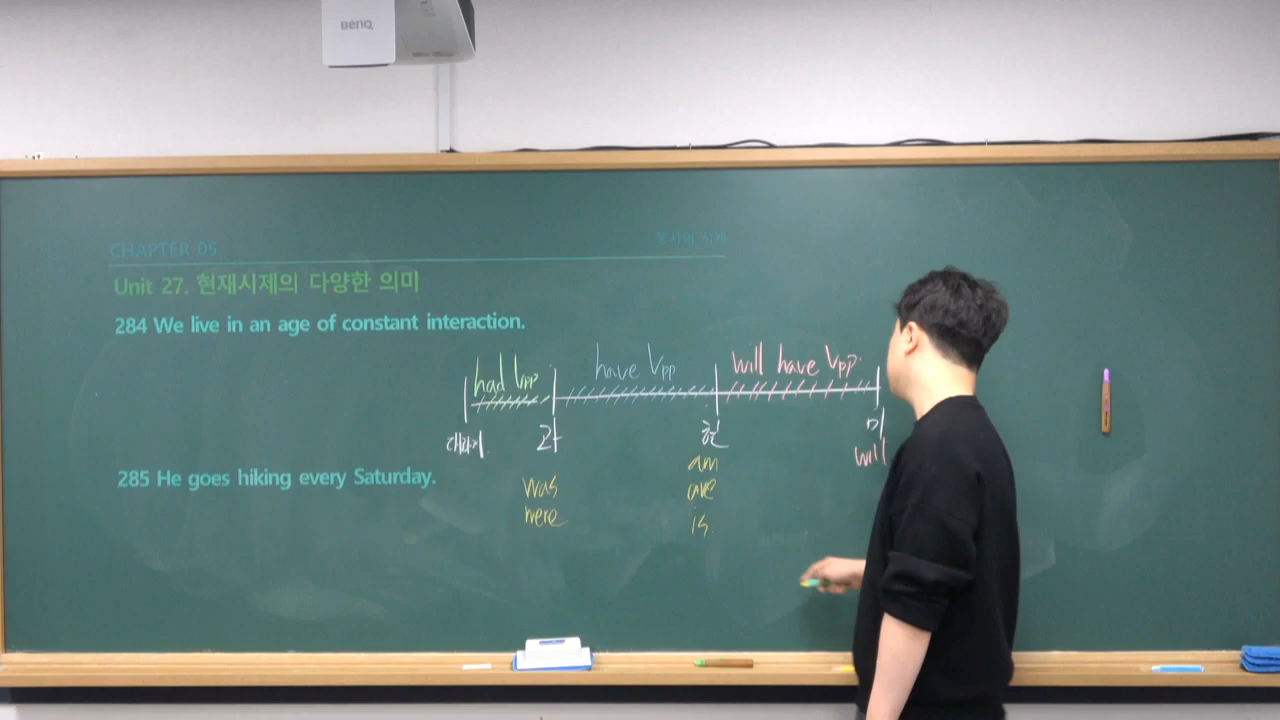 BenQ
CHAPTER 05
동사의 시제
Unit 27. 현재시제의 다양한 의미
284 We live in an age of constant interaction.
had Vpp have Vpp will have Vpp.
대과거 과 현 미
will
am
285 He goes hiking every Saturday.
was are
were is